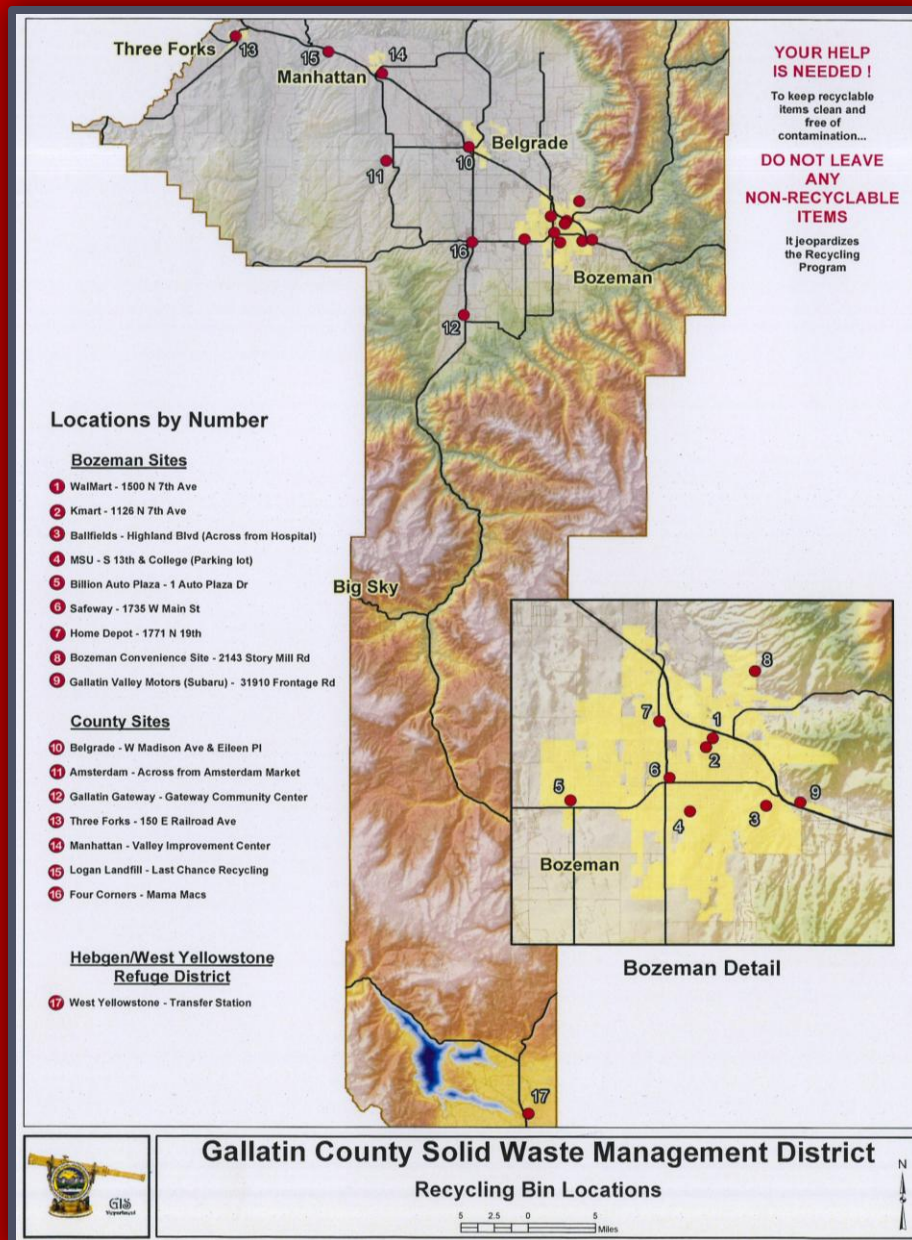 Three Forks
13
15
14
Manhattan
Belgrade
10
11
16
Bozeman
12
Big Sky
17
YOUR HELP
IS NEEDED !
To keep recyclable
items clean and
free of
contamination...
DO NOT LEAVE
ANY
NON-RECYCLABLE
ITEMS
It jeopardizes
the Recycling
Program
Locations by Number
Bozeman Sites
1 WalMart - 1500 N 7th Ave
2 Kmart - 1126 N 7th Ave
3 Ballfields - Highland Blvd (Across from Hospital)
4 MSU - S 13th & College (Parking lot)
5 Billion Auto Plaza - 1 Auto Plaza Dr
6 Safeway - 1735 W Main St
7 Home Depot - 1771 N 19th
8 Bozeman Convenience Site - 2143 Story Mill Rd
9 Gallatin Valley Motors (Subaru) - 31910 Frontage Rd
County Sites
10 Belgrade - W Madison Ave & Eileen Pl
11 Amsterdam - Across from Amsterdam Market
12 Gallatin Gateway - Gateway Community Center
13 Three Forks - 150 E Railroad Ave
14 Manhattan - Valley Improvement Center
15 Logan Landfill - Last Chance Recycling
16 Four Corners - Mama Macs
Hebgen/West Yellowstone
Refuge District
17 West Yellowstone - Transfer Station
8
7
1
2
6
5
9
3
4
Bozeman
Bozeman Detail
GIS
Department
Gallatin County Solid Waste Management District
Recycling Bin Locations
5 2.5 0 5
Miles
N